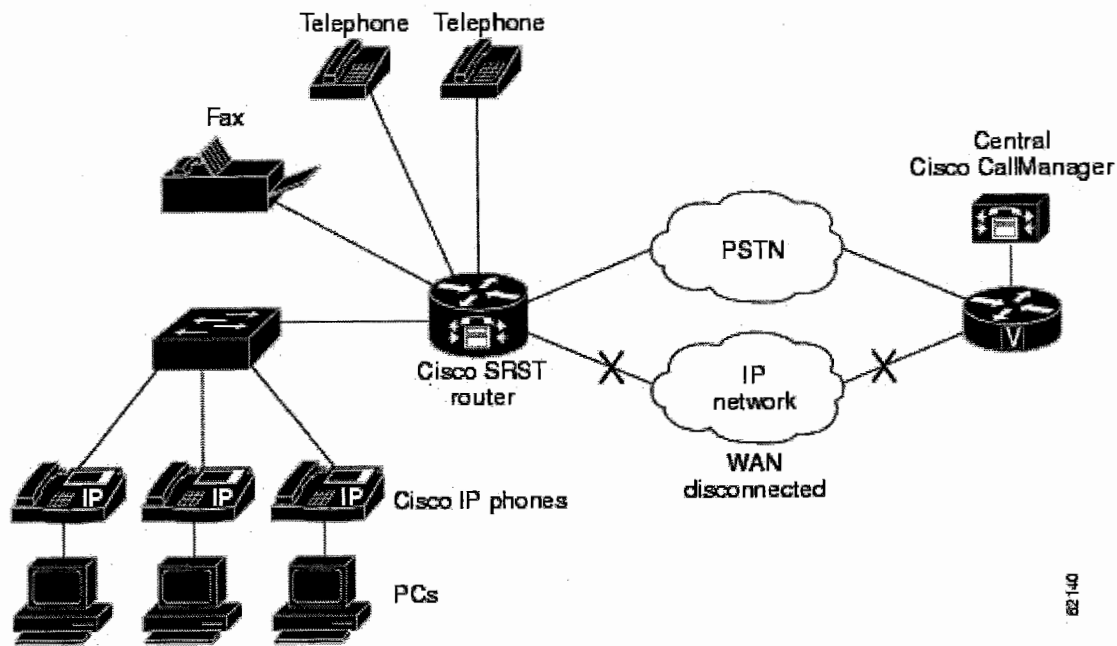 Telephone
Telephone
Fax
Central
Cisco CallManager
PSTN
V
Cisco SRST
router
IP
network
WAN
disconnected
IP
IP
IP
Cisco IP phones
PCs
62140